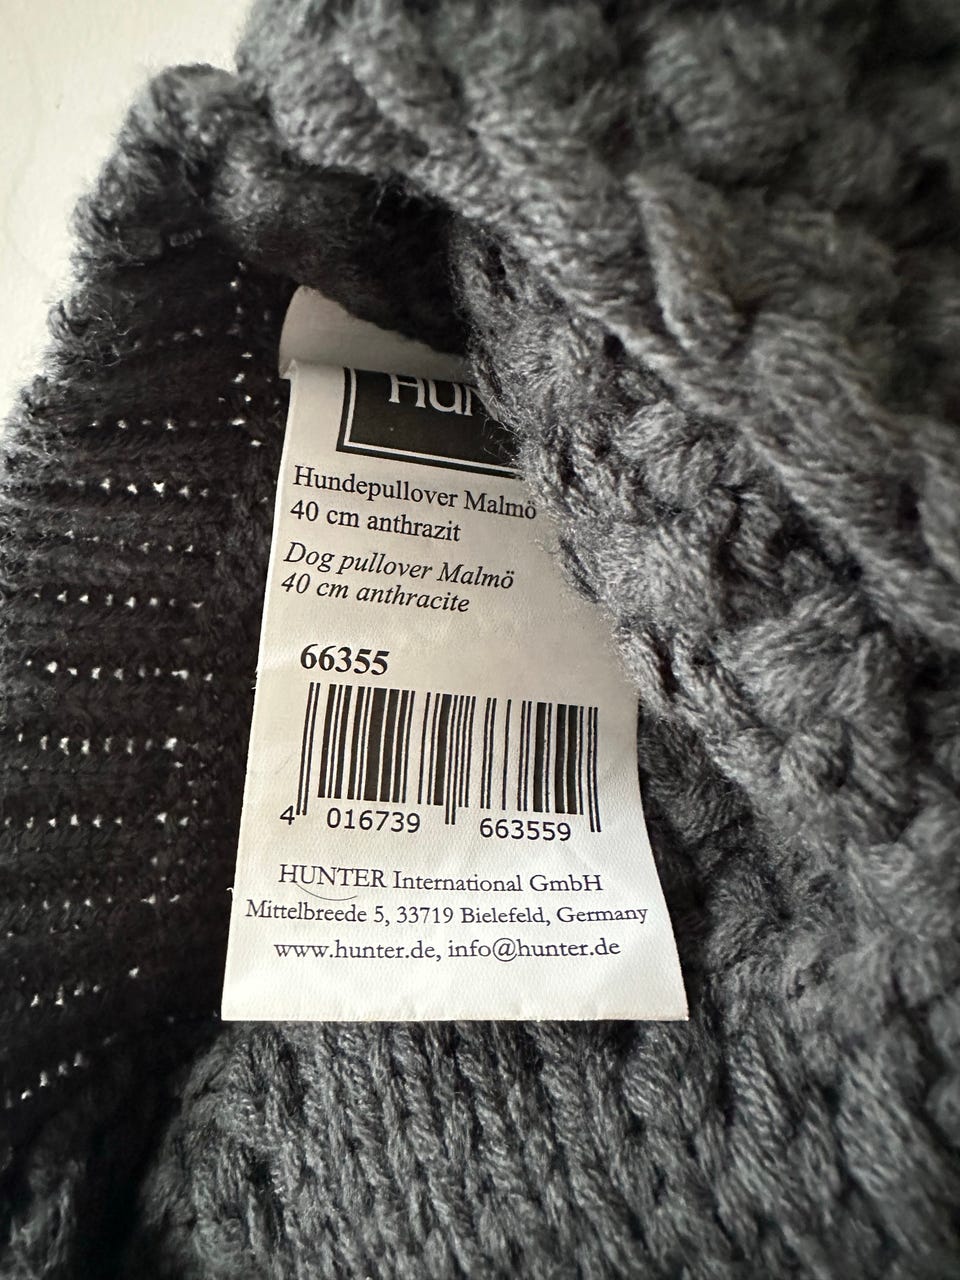 Hundepullover Malmö
40 cm anthrazit
Dog pullover Malmö
40 cm anthracite
66355
4 016739 663559
HUNTER International GmbH
Mittelbreede 5, 33719 Bielefeld, Germany
www.hunter.de, info@hunter.de